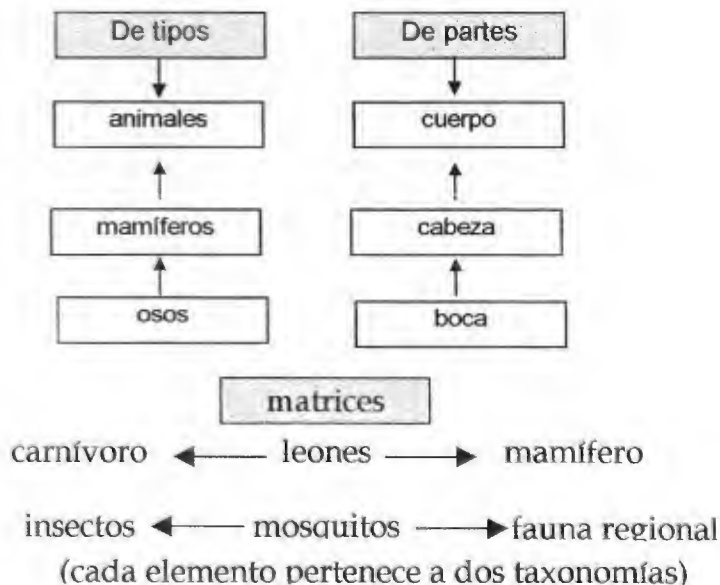 De tipos
De partes
animales
cuerpo
mamíferos
cabeza
osos
boca
matrices
carnívoro leones mamífero
insectos mosquitos fauna regional
(cada elemento pertenece a dos taxonomías)